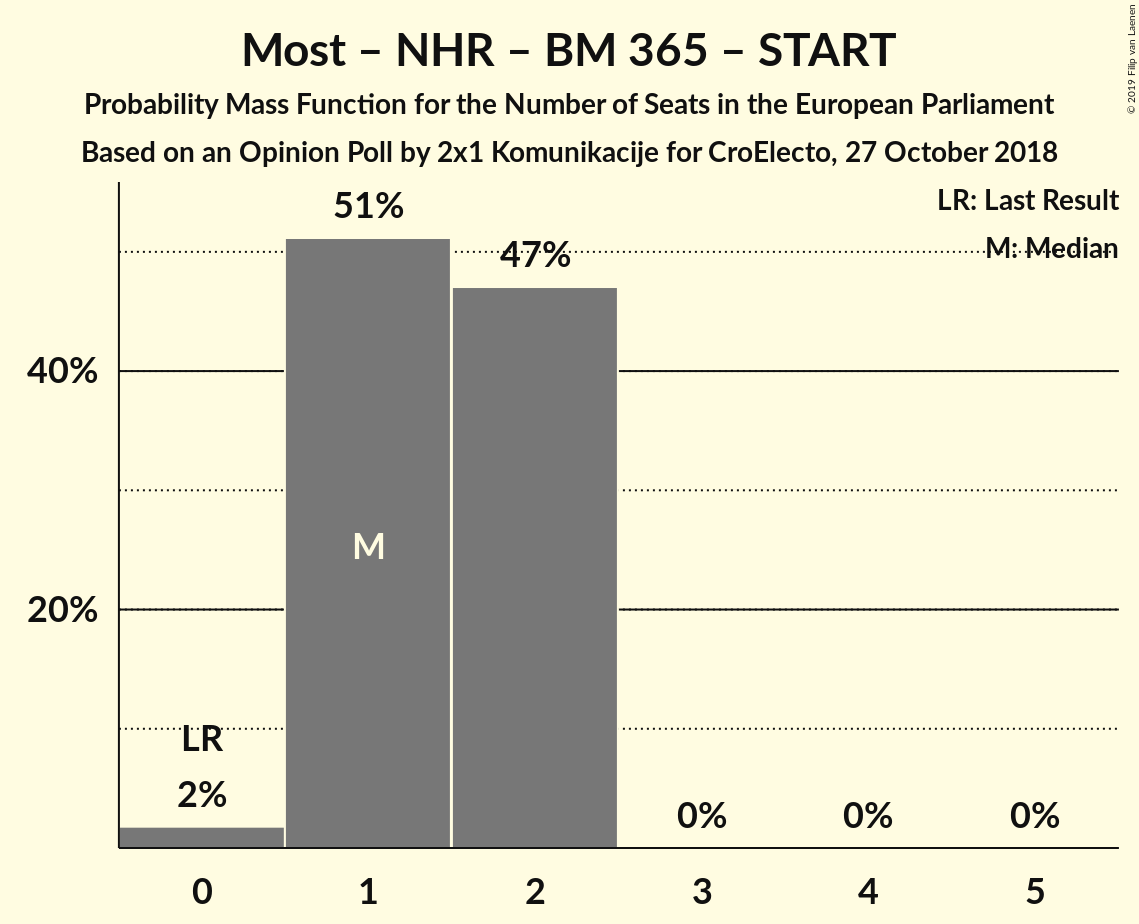 Most – NHR – BM 365 – START
Probability Mass Function for the Number of Seats in the European Parliament
Based on an Opinion Poll by 2x1 Komunikacije for CroElecto, 27 October 2018
© 2019 Filip van Laenen
LR: Last Result
M: Median
51%
47%
40%
M
20%
LR
2%
0%
0%
0%
0
1
2
3
4
5